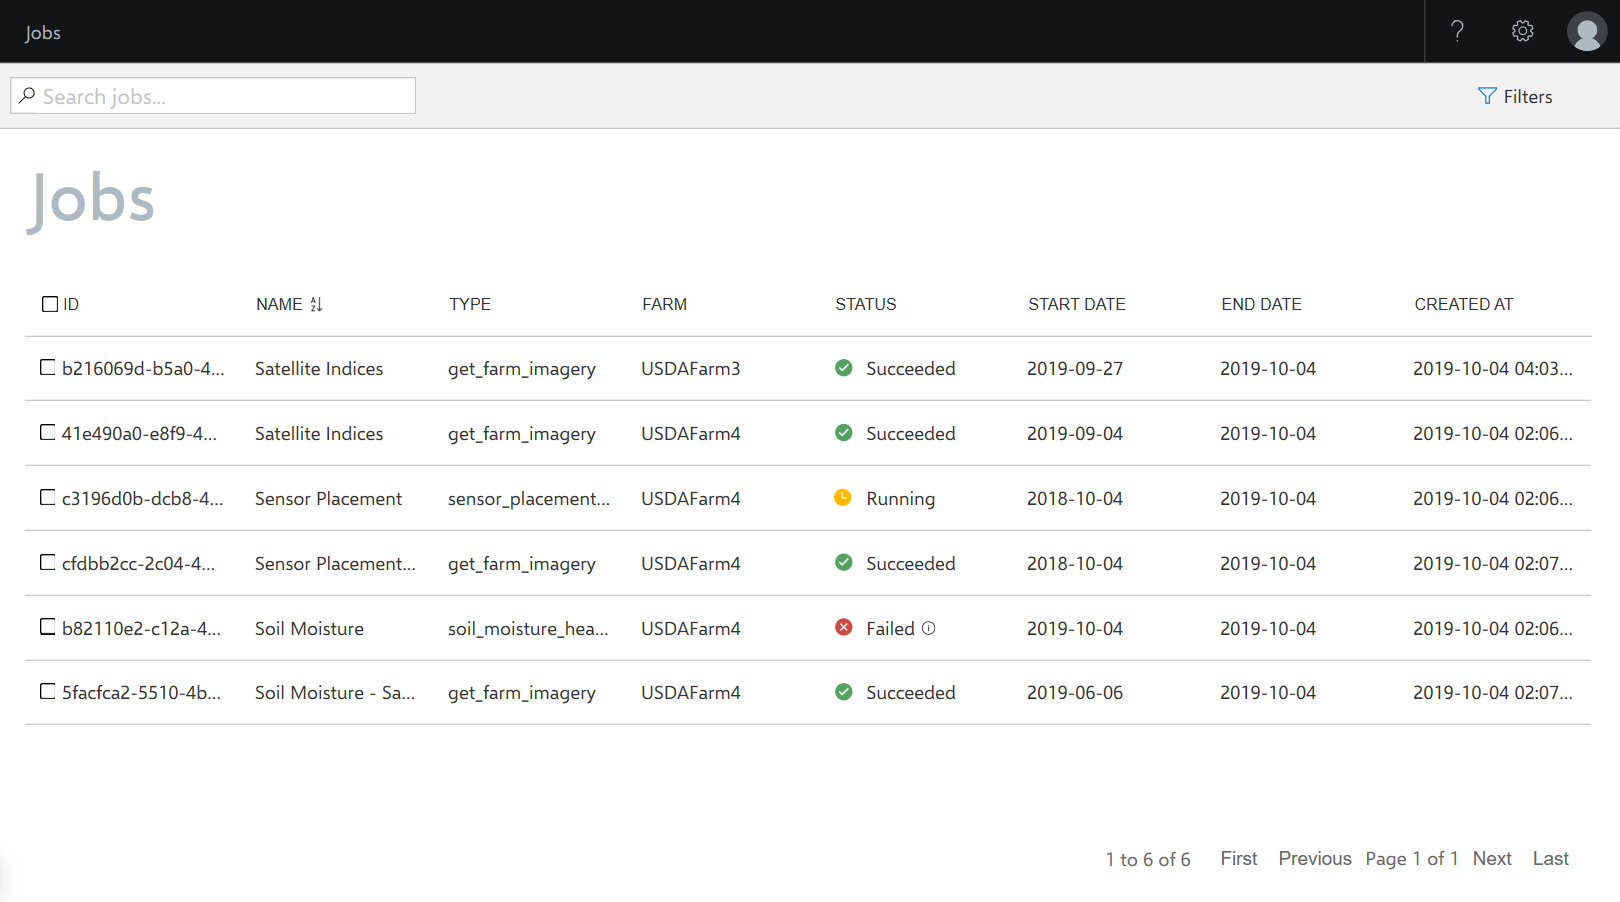 Jobs
Search jobs...
Filters
Jobs
ID NAME TYPE FARM STATUS START DATE END DATE CREATED AT
b216069d-b5a0-4... Satellite Indices get_farm_imagery USDAFarm3 Succeeded 2019-09-27 2019-10-04 2019-10-04 04:03...
41e490a0-e8f9-4... Satellite Indices get_farm_imagery USDAFarm4 Succeeded 2019-09-04 2019-10-04 2019-10-04 02:06...
c3196d0b-dcb8-4... Sensor Placement sensor_placement... USDAFarm4 Running 2018-10-04 2019-10-04 2019-10-04 02:06...
cfdbb2cc-2c04-4... Sensor Placement... get_farm_imagery USDAFarm4 Succeeded 2018-10-04 2019-10-04 2019-10-04 02:07...
b82110e2-c12a-4... Soil Moisture soil_moisture_hea... USDAFarm4 Failed 2019-10-04 2019-10-04 2019-10-04 02:06...
5facfca2-5510-4b... Soil Moisture - Sa... get_farm_imagery USDAFarm4 Succeeded 2019-06-06 2019-10-04 2019-10-04 02:07...
1 to 6 of 6 First Previous Page 1 of 1 Next Last